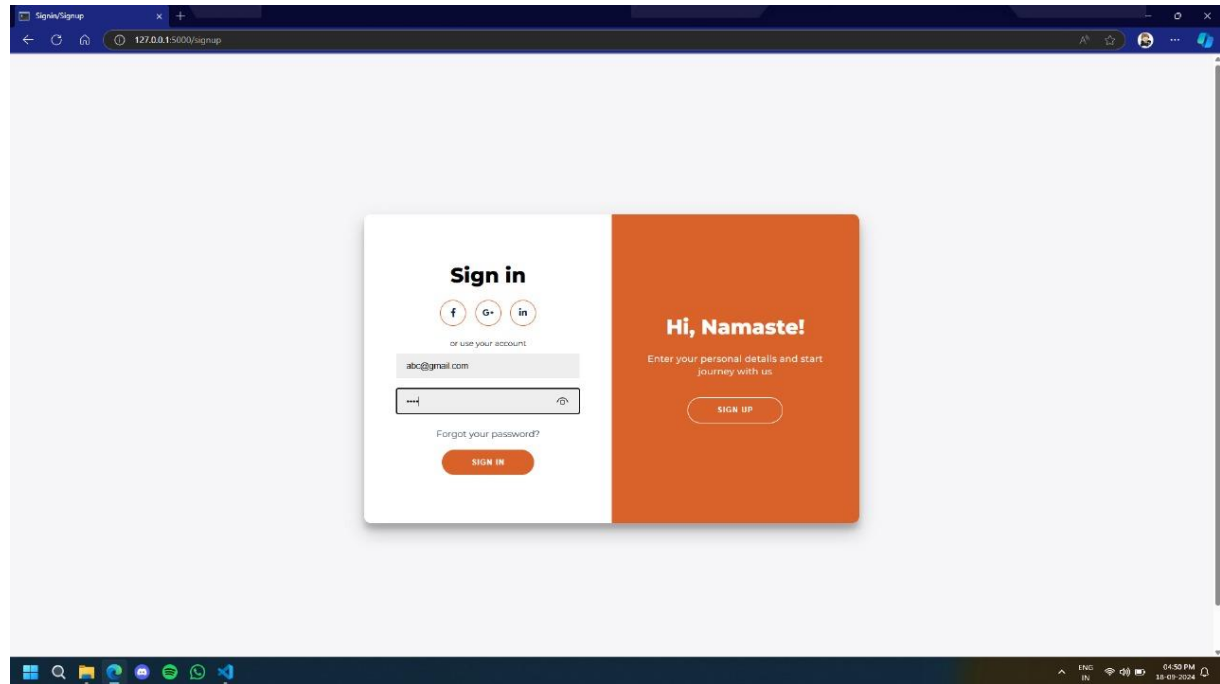 Signin/Signup
127.0.0.1:5000/signup
Sign in
f G+ in
or use your account
abc@gmail.com
••••
Forgot your password?
SIGN IN
Hi, Namaste!
Enter your personal details and start
journey with us
SIGN UP
ENG
IN
04:50 PM
18-09-2024